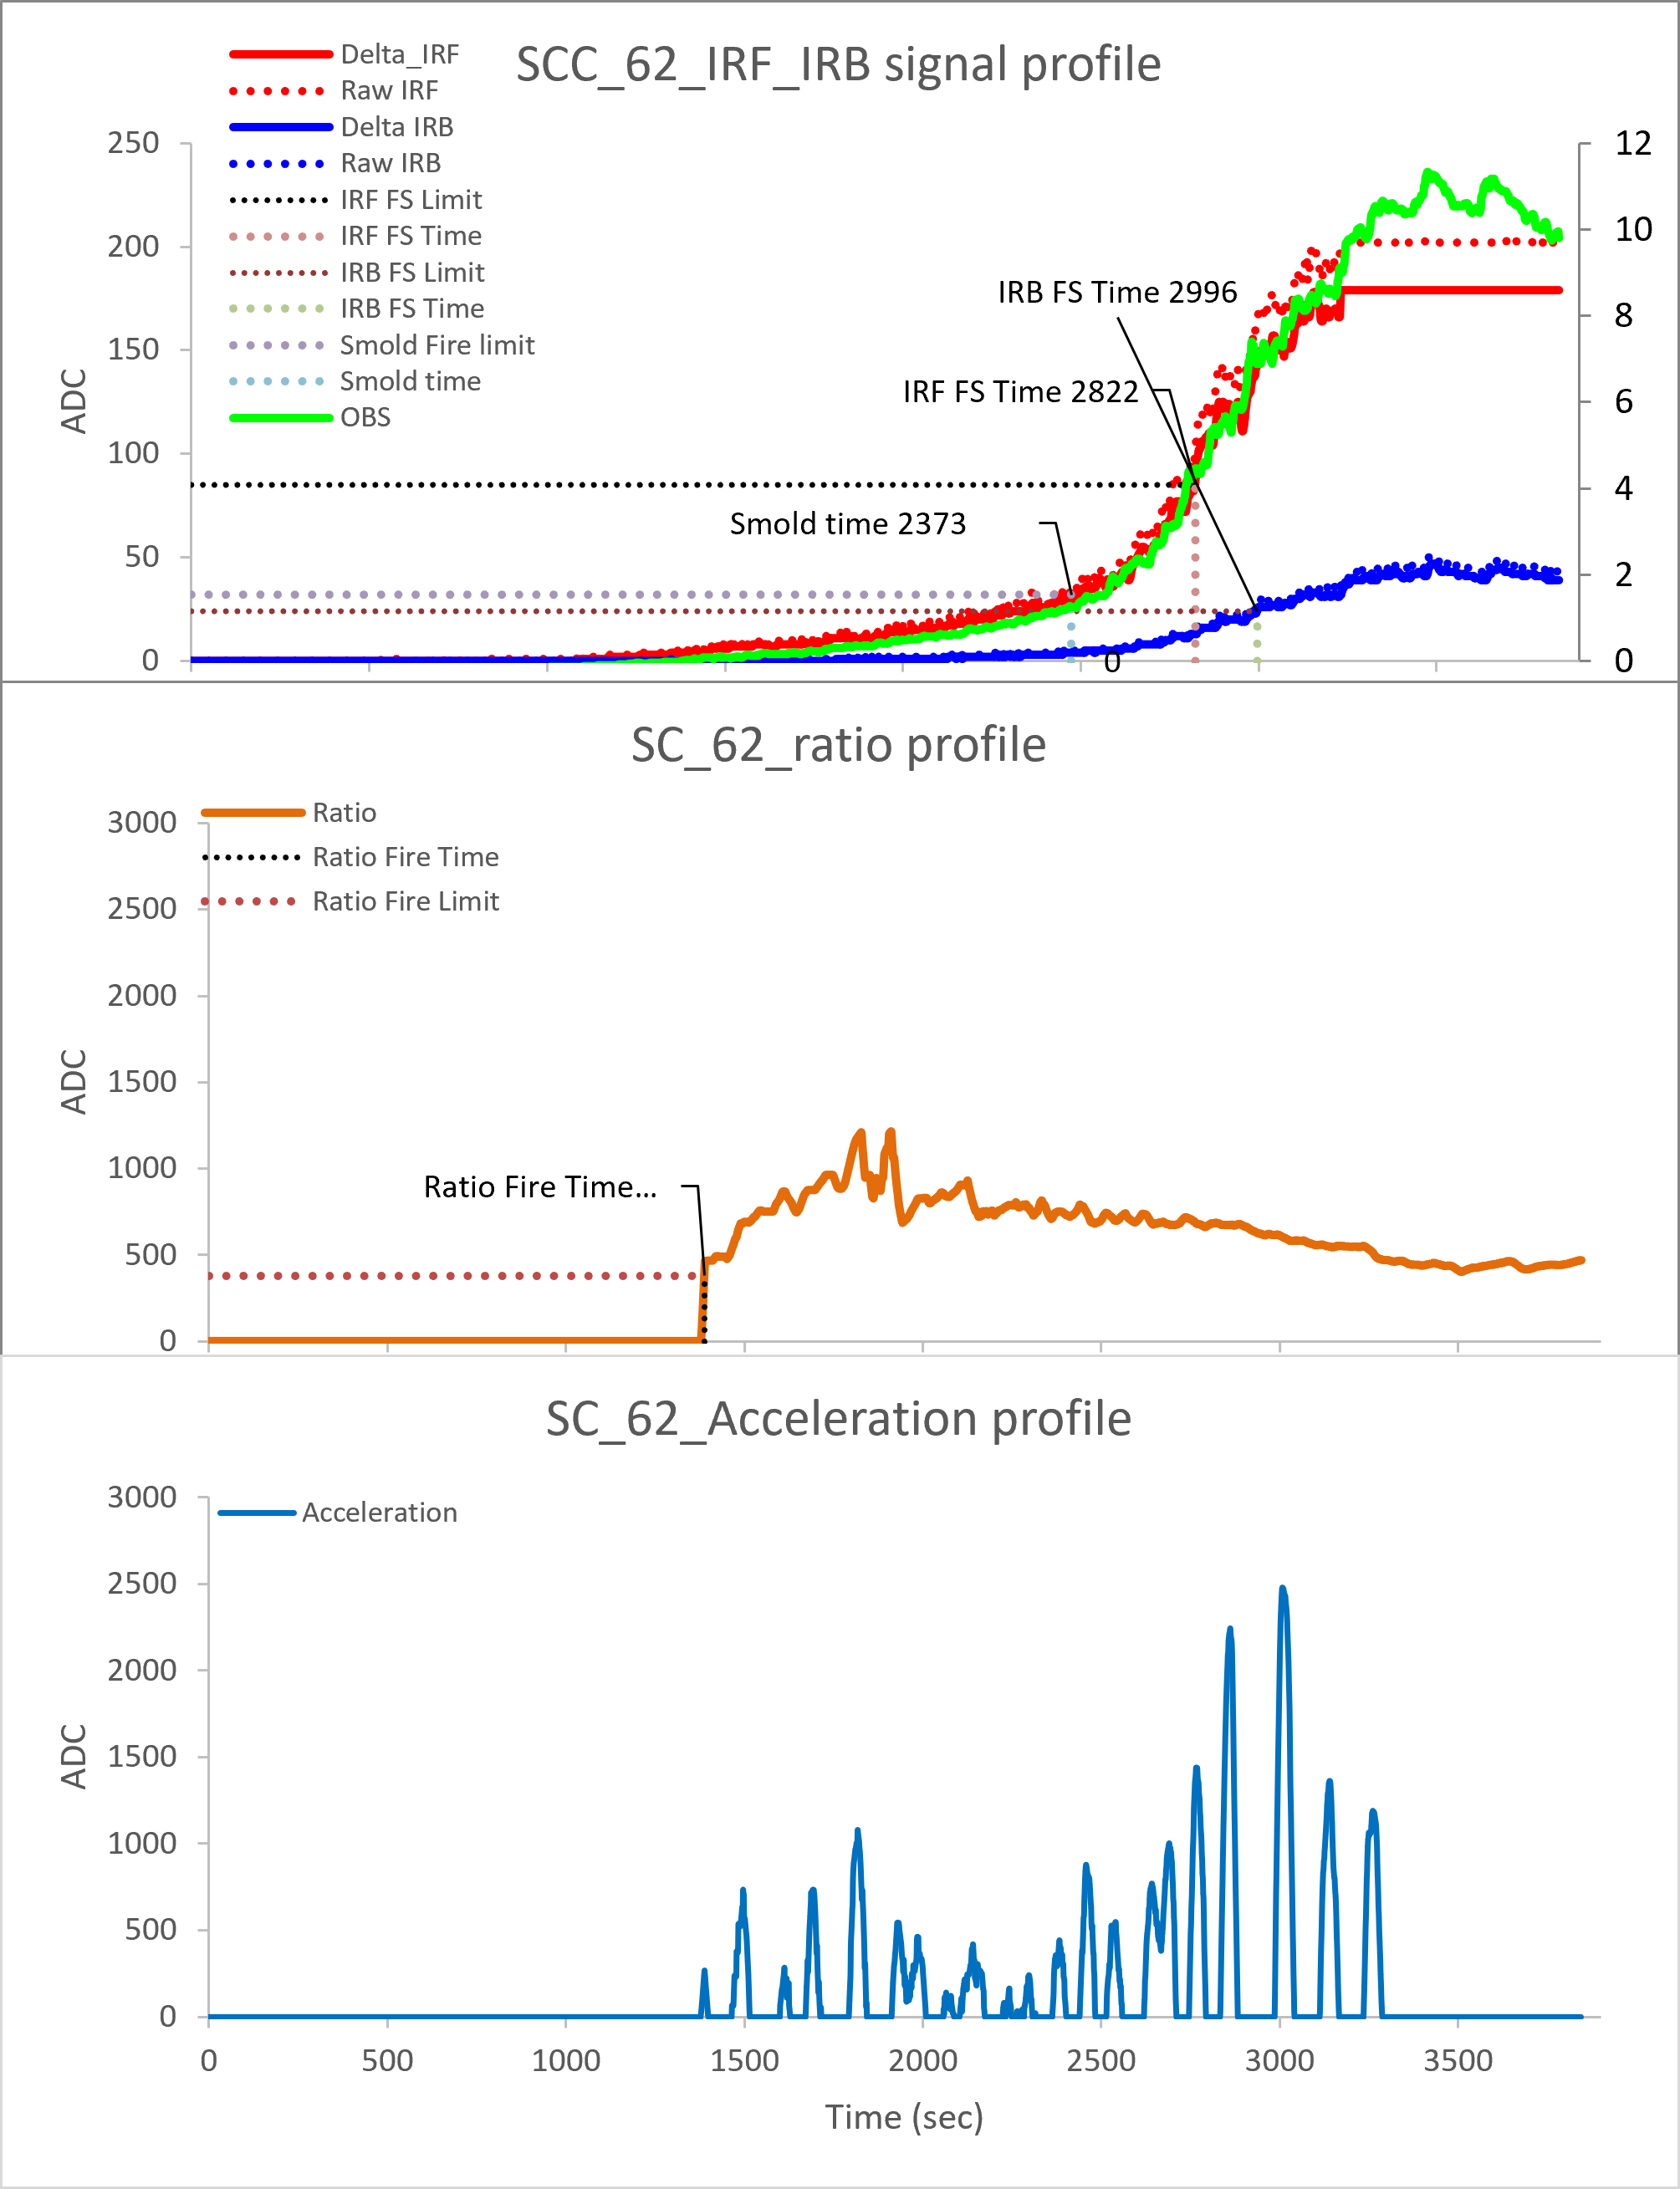 SCC_62_IRF_IRB signal profile
Delta_IRF
Raw IRF
Delta IRB
Raw IRB
IRF FS Limit
IRF FS Time
IRB FS Limit
IRB FS Time
Smold Fire limit
Smold time
OBS
250
200
150
100
50
0
ADC
12
10
8
6
4
2
0
IRB FS Time 2996
IRF FS Time 2822
Smold time 2373
0
SC_62_ratio profile
Ratio
Ratio Fire Time
Ratio Fire Limit
3000
2500
2000
1500
1000
500
0
ADC
Ratio Fire Time...
SC_62_Acceleration profile
Acceleration
3000
2500
2000
1500
1000
500
0
ADC
0 500 1000 1500 2000 2500 3000 3500
Time (sec)